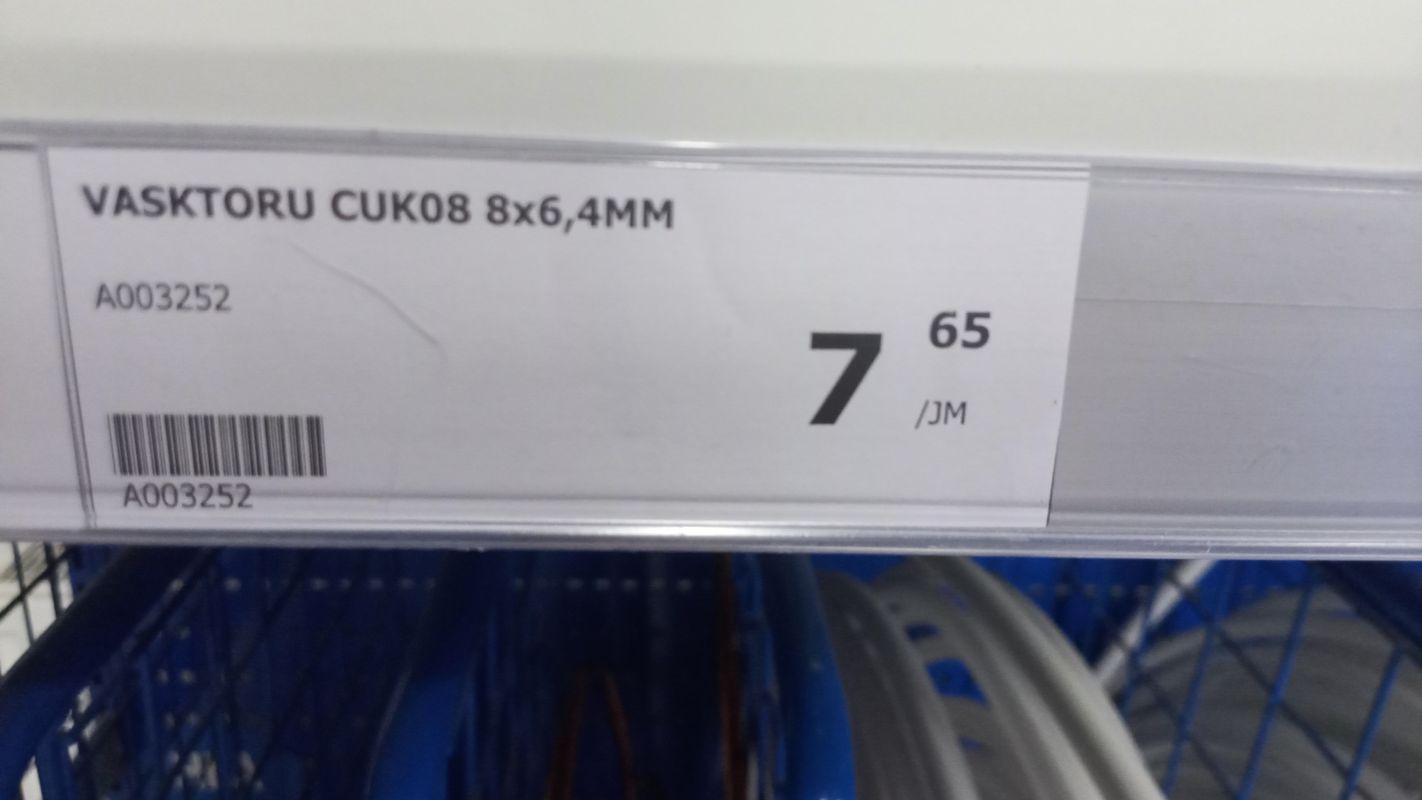 VASKTORU CUK08 8x6,4MM
A003252
7 65
/JM
A003252